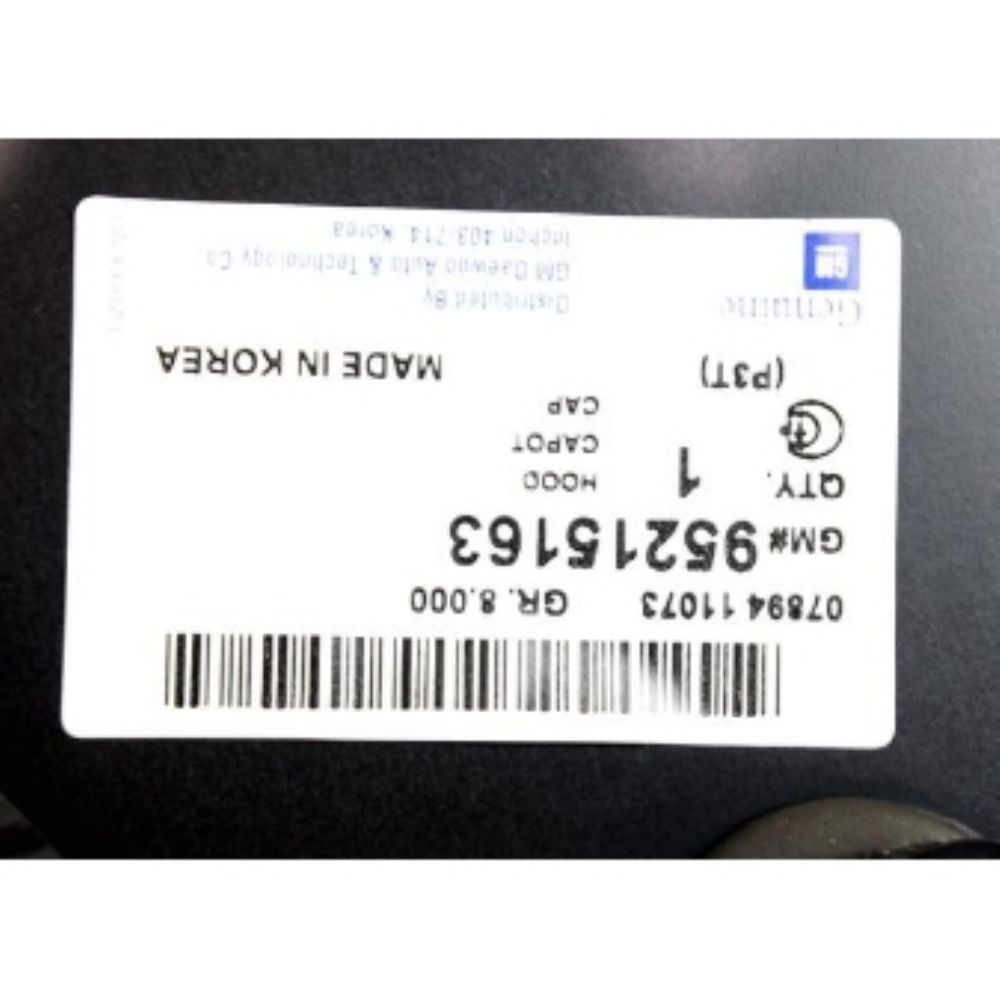 07894 11073 GR. 8.000
GM# 95215163
QTY. 1 HOOD
CAPOT
CAP
(P3T) MADE IN KOREA
Genuine
GM
Distributed By
GM Daewoo Auto & Technology Co
Inchon 403-714, Korea